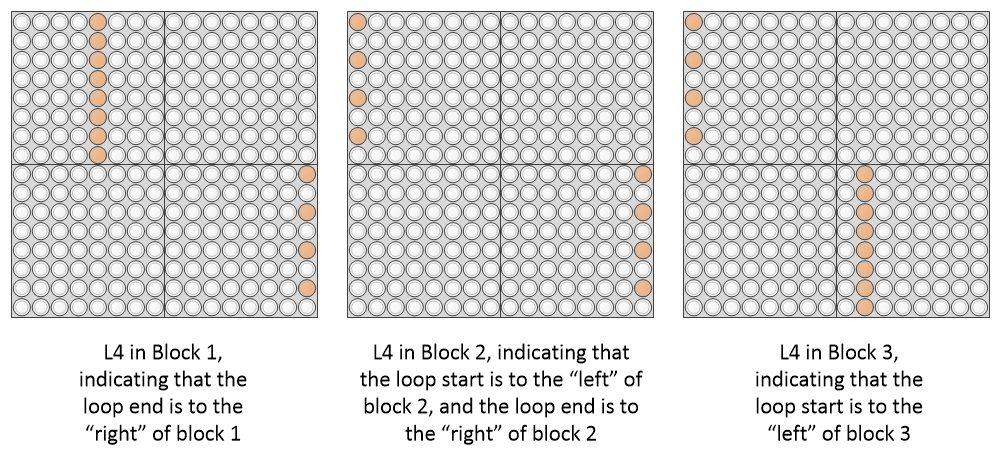 L4 in Block 1,
indicating that the
loop end is to the
“right” of block 1
L4 in Block 2, indicating that
the loop start is to the “left” of
block 2, and the loop end is to
the “right” of block 2
L4 in Block 3,
indicating that the
loop start is to the
“left” of block 3